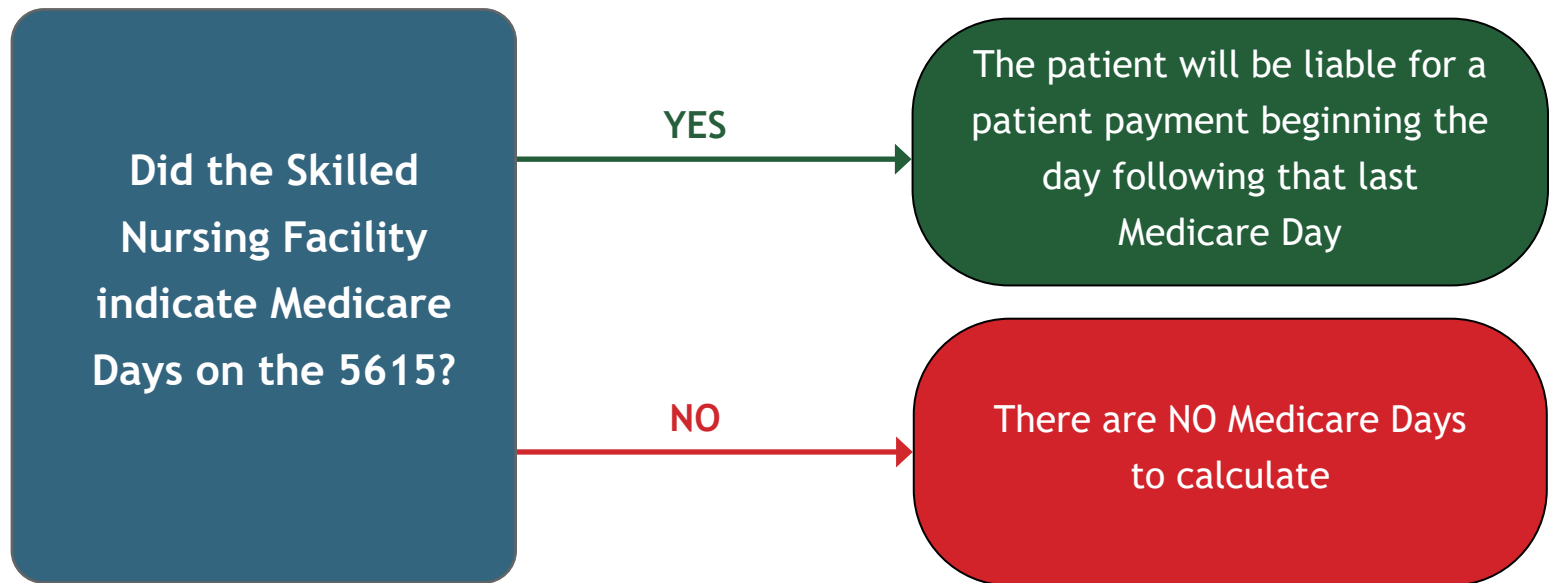 Did the Skilled
Nursing Facility
indicate Medicare
Days on the 5615?
YES
The patient will be liable for a
patient payment beginning the
day following that last
Medicare Day
NO
There are NO Medicare Days
to calculate